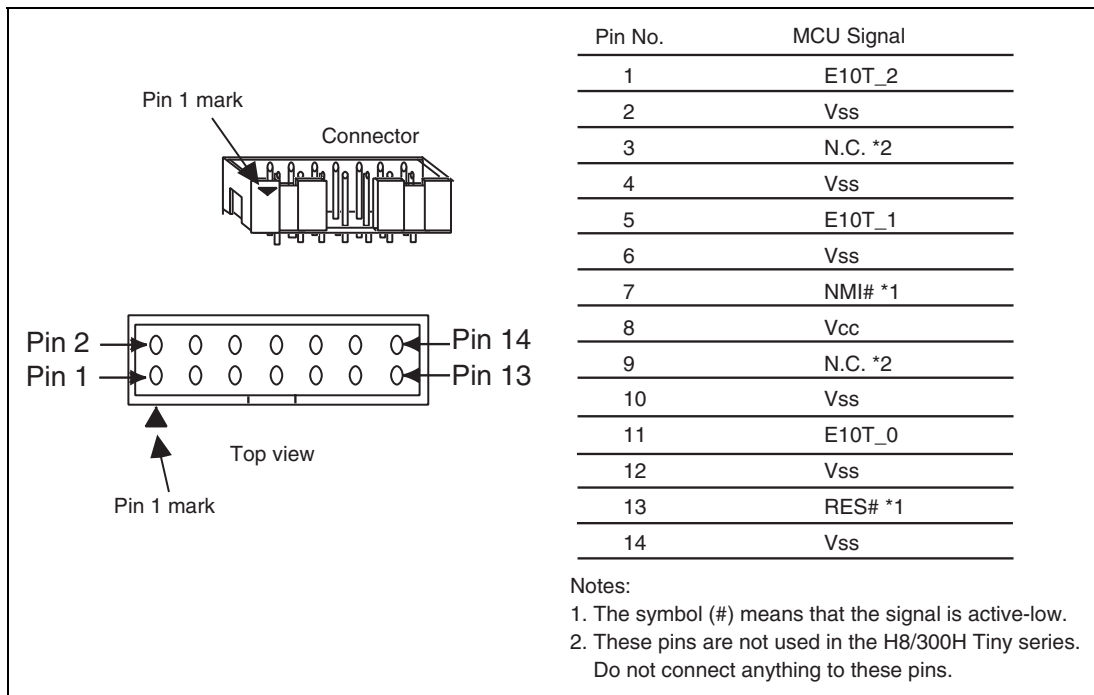 Pin 1 mark
Connector
Pin 2
Pin 14
Pin 1
Pin 13
Top view
Pin 1 mark
Pin No. MCU Signal
1 E10T_2
2 Vss
3 N.C. *2
4 Vss
5 E10T_1
6 Vss
7 NMI# *1
8 Vcc
9 N.C. *2
10 Vss
11 E10T_0
12 Vss
13 RES# *1
14 Vss
Notes:
1. The symbol (#) means that the signal is active-low.
2. These pins are not used in the H8/300H Tiny series.
Do not connect anything to these pins.